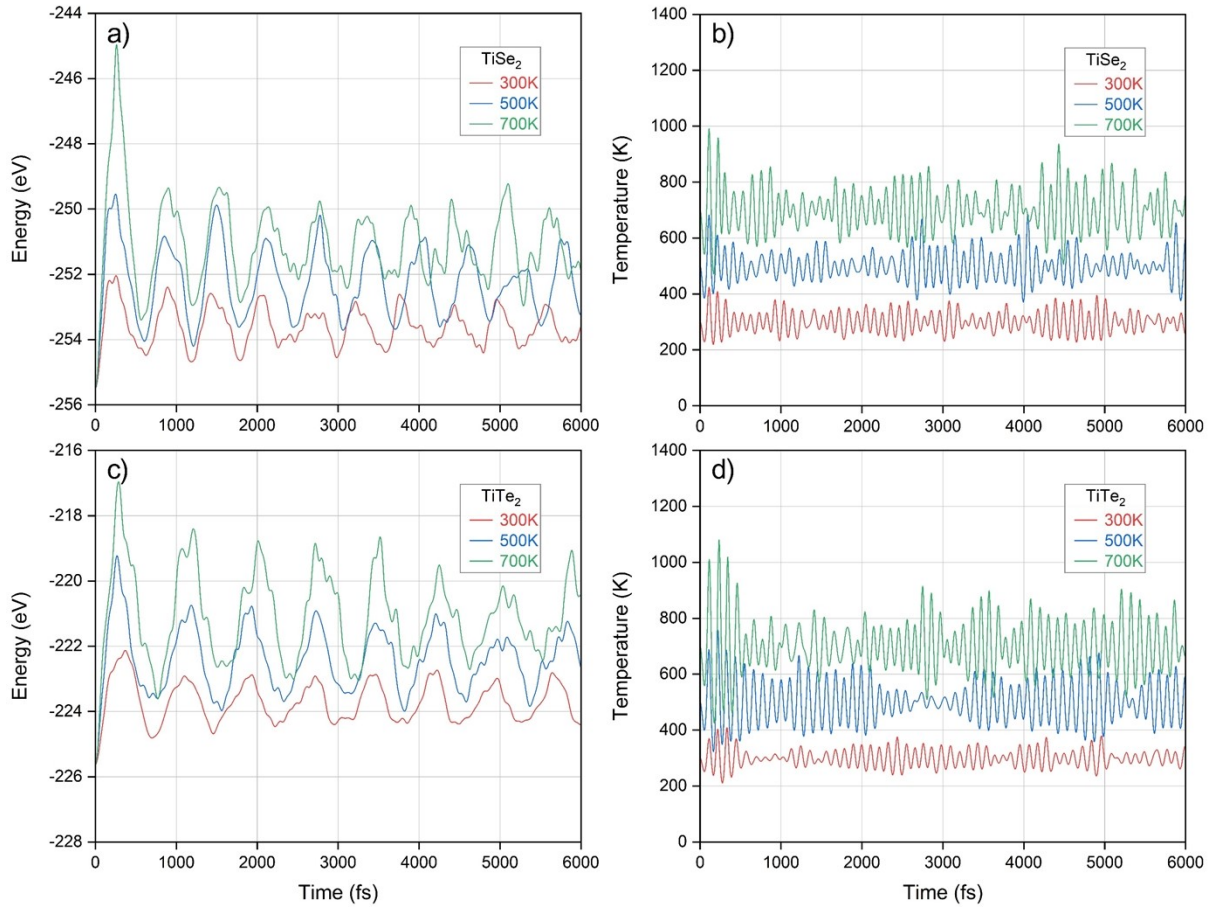 a)
TiSe₂
300K
500K
700K
Energy (eV)
-244
-246
-248
-250
-252
-254
-256
0 1000 2000 3000 4000 5000 6000
b)
TiSe₂
300K
500K
700K
Temperature (K)
1400
1200
1000
800
600
400
200
0
0 1000 2000 3000 4000 5000 6000
c)
TiTe₂
300K
500K
700K
Energy (eV)
-216
-218
-220
-222
-224
-226
-228
0 1000 2000 3000 4000 5000 6000
Time (fs)
d)
TiTe₂
300K
500K
700K
Temperature (K)
1400
1200
1000
800
600
400
200
0
0 1000 2000 3000 4000 5000 6000
Time (fs)